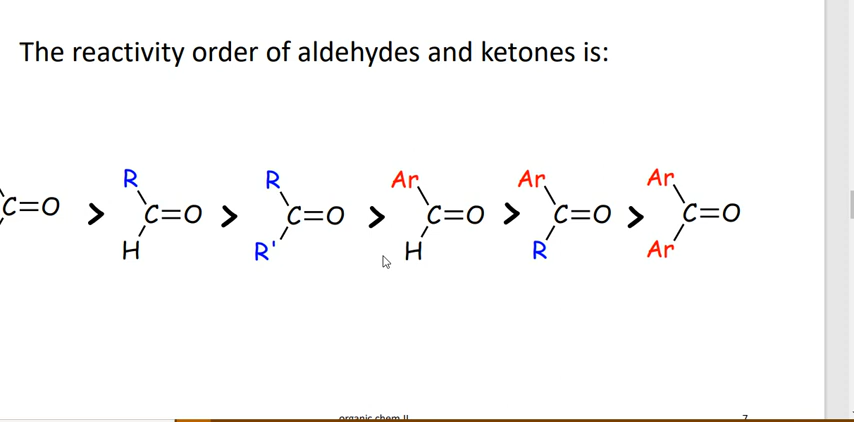 The reactivity order of aldehydes and ketones is:
R R Ar Ar Ar
C=O > C=O > C=O > C=O > C=O > C=O
H R' H R Ar
organic chem II 7